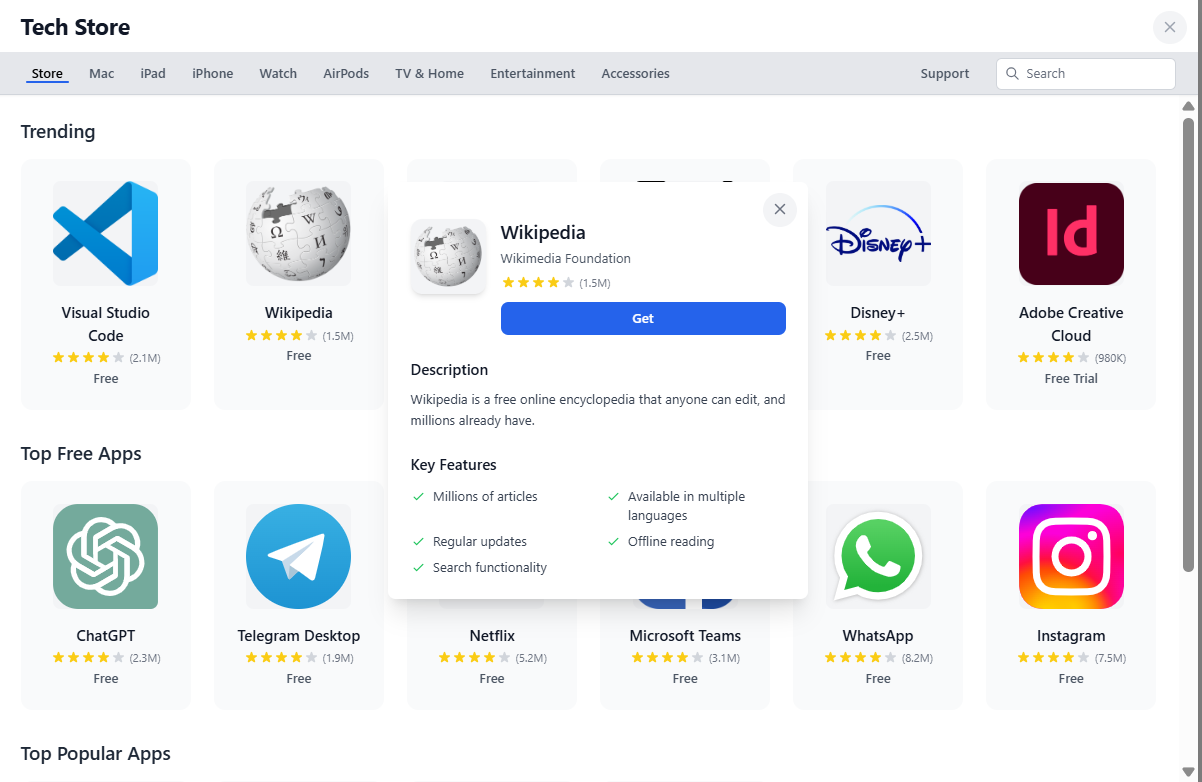 Tech Store
Store Mac iPad iPhone Watch AirPods TV & Home Entertainment Accessories Support Search
Trending
Visual Studio
Code
(2.1M)
Free
Ω W И 維
Wikipedia
(1.5M)
Free
Ω W И 維
Wikipedia
Wikimedia Foundation
(1.5M)
Get
Description
Wikipedia is a free online encyclopedia that anyone can edit, and
millions already have.
Key Features
Millions of articles
Available in multiple
languages
Regular updates
Offline reading
Search functionality
Disney+
Disney+
(2.5M)
Free
Id
Adobe Creative
Cloud
(980K)
Free Trial
Top Free Apps
ChatGPT
(2.3M)
Free
Telegram Desktop
(1.9M)
Free
Netflix
(5.2M)
Free
Microsoft Teams
(3.1M)
Free
WhatsApp
(8.2M)
Free
Instagram
(7.5M)
Free
Top Popular Apps